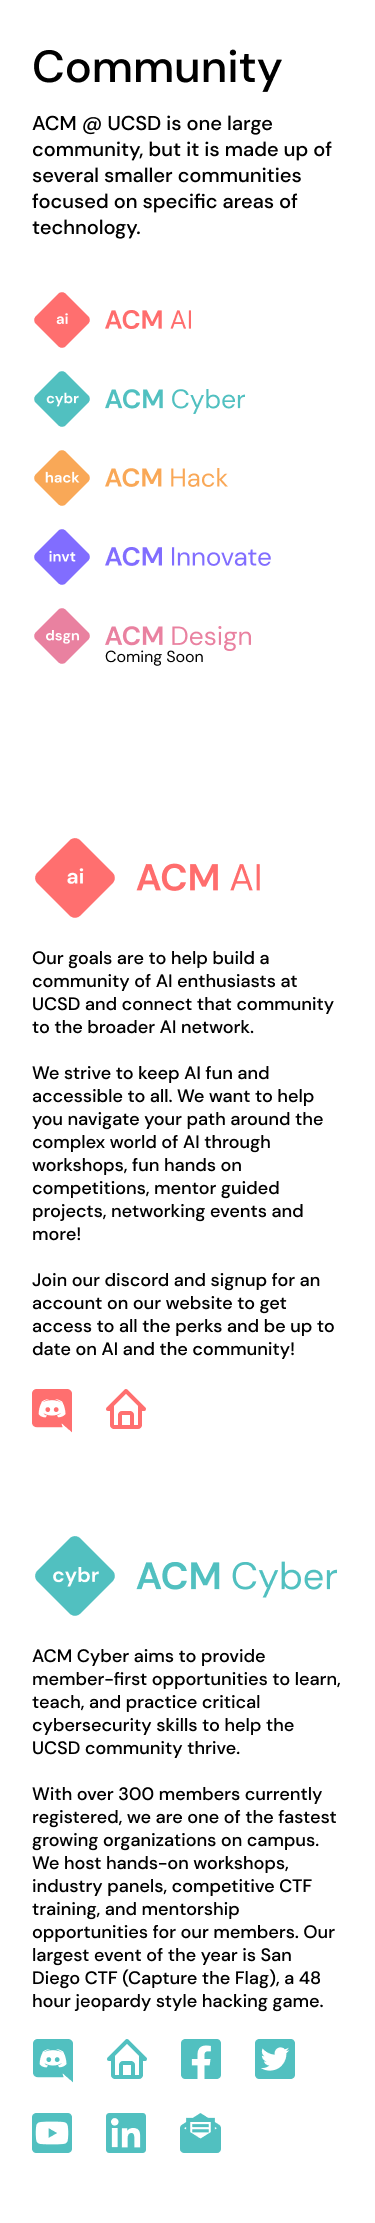 Community
ACM @ UCSD is one large
community, but it is made up of
several smaller communities
focused on specific areas of
technology.
ai ACM AI
cybr ACM Cyber
hack ACM Hack
invt ACM Innovate
dsgn ACM Design
Coming Soon
ai ACM AI
Our goals are to help build a
community of AI enthusiasts at
UCSD and connect that community
to the broader AI network.
We strive to keep AI fun and
accessible to all. We want to help
you navigate your path around the
complex world of AI through
workshops, fun hands on
competitions, mentor guided
projects, networking events and
more!
Join our discord and signup for an
account on our website to get
access to all the perks and be up to
date on AI and the community!
cybr ACM Cyber
ACM Cyber aims to provide
member-first opportunities to learn,
teach, and practice critical
cybersecurity skills to help the
UCSD community thrive.
With over 300 members currently
registered, we are one of the fastest
growing organizations on campus.
We host hands-on workshops,
industry panels, competitive CTF
training, and mentorship
opportunities for our members. Our
largest event of the year is San
Diego CTF (Capture the Flag), a 48
hour jeopardy style hacking game.